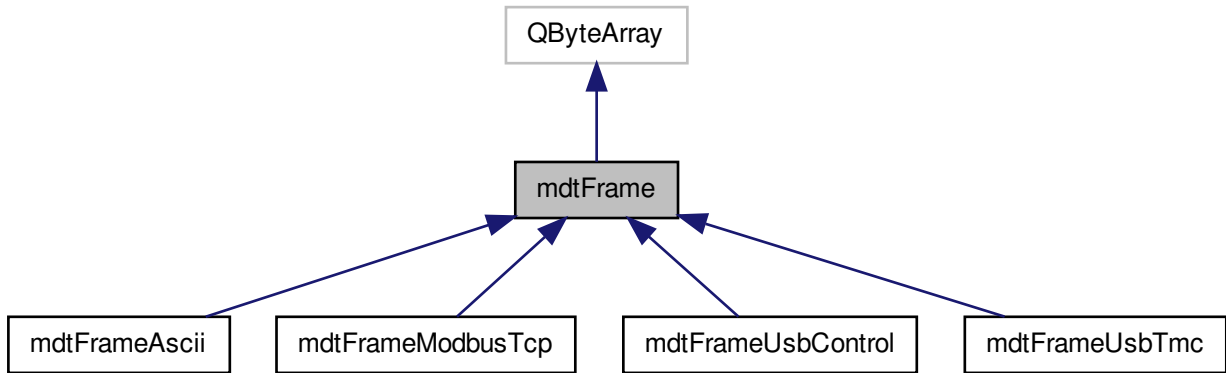 QByteArray
mdtFrame
mdtFrameAscii
mdtFrameModbusTcp
mdtFrameUsbControl
mdtFrameUsbTmc